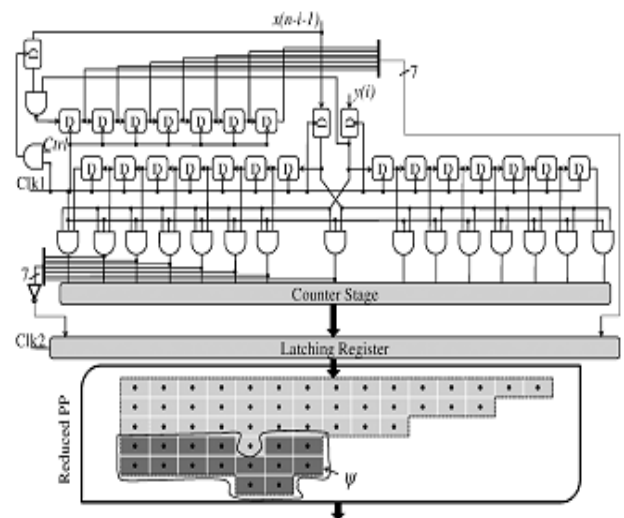 x(n-i-1)
7
y(i)
D
D D
D D D D D D D
Ctrl
Clk1
D D D D D D D D D D D D D D
7
Counter Stage
Clk2
Latching Register
Reduced PP
ψ